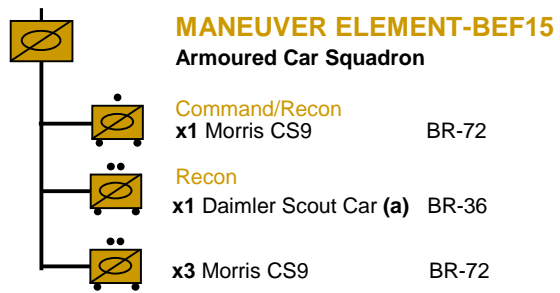 MANEUVER ELEMENT-BEF15
Armoured Car Squadron
Command/Recon
x1 Morris CS9 BR-72
Recon
x1 Daimler Scout Car (a) BR-36
x3 Morris CS9 BR-72